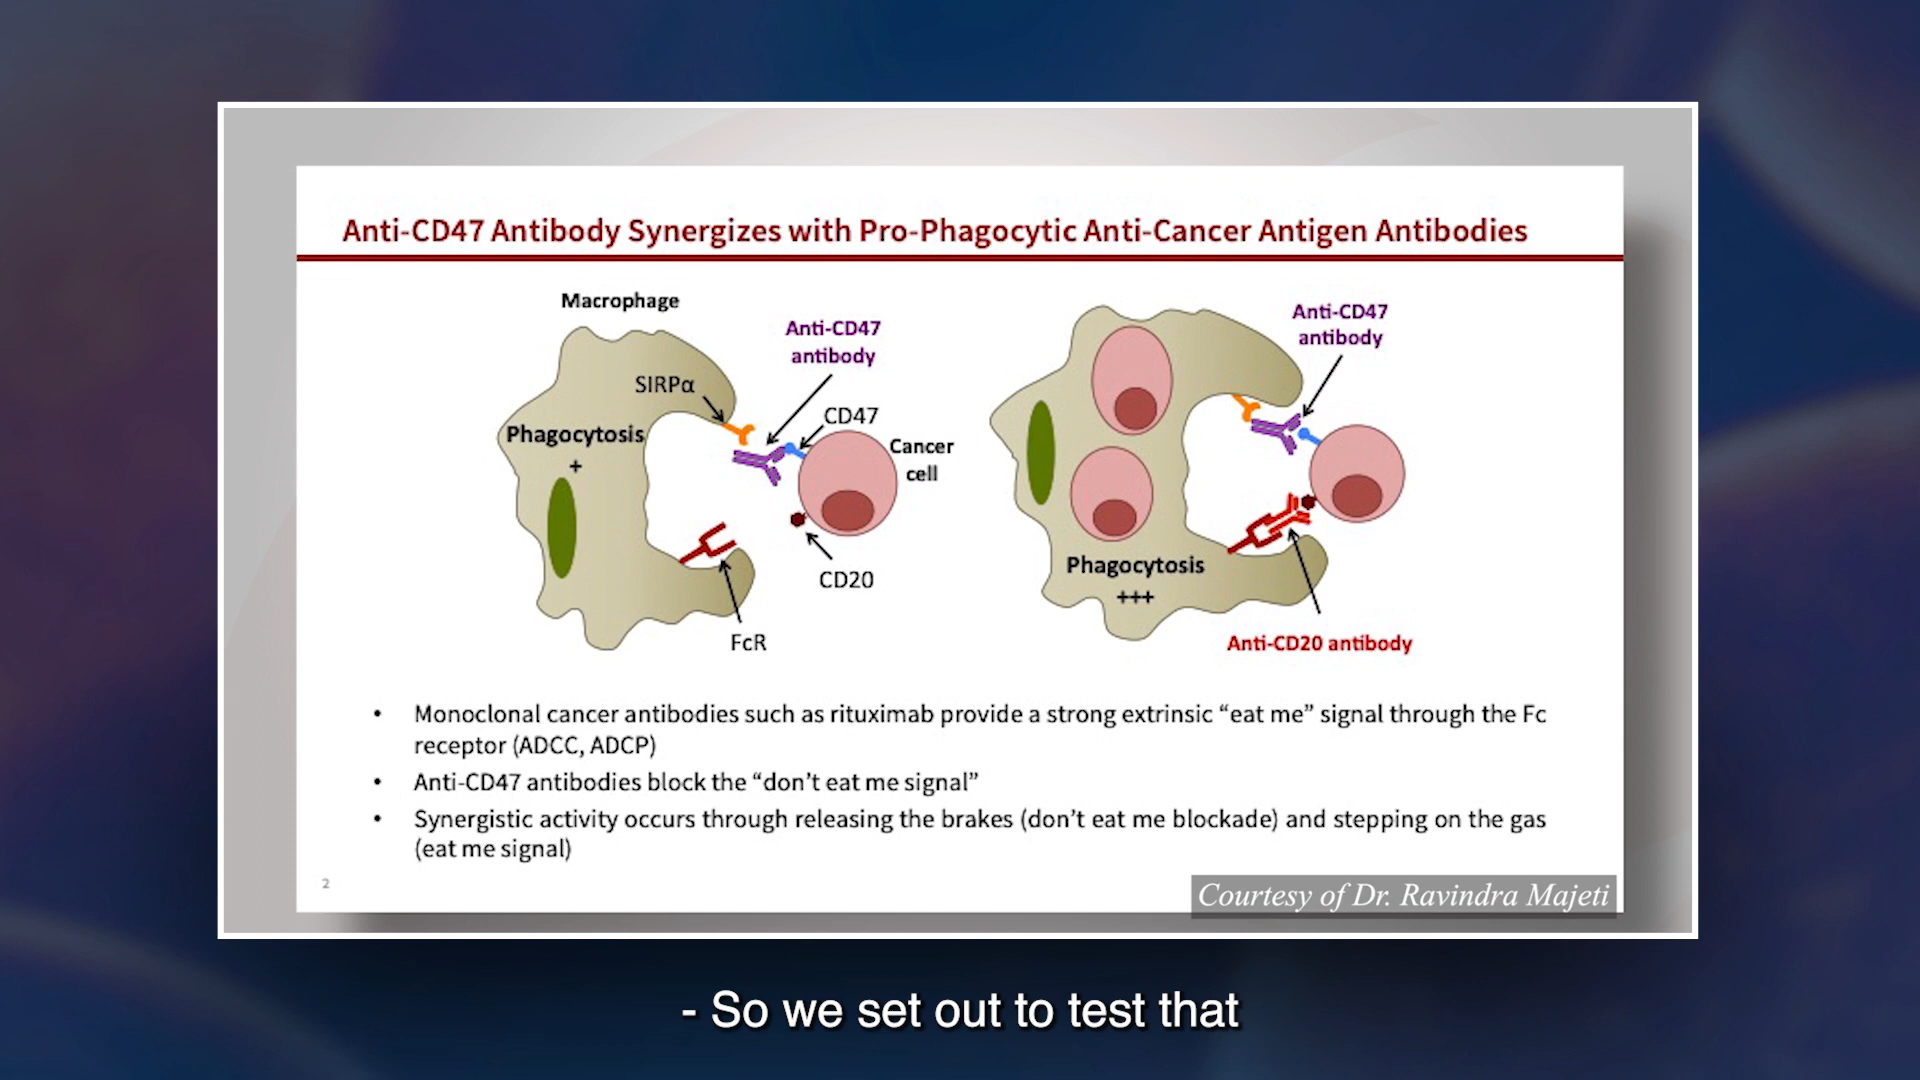 Anti-CD47 Antibody Synergizes with Pro-Phagocytic Anti-Cancer Antigen Antibodies
Macrophage
Anti-CD47
antibody
SIRPα
CD47
Phagocytosis
+
Cancer
cell
CD20
FcR
Anti-CD47
antibody
Phagocytosis
+++
Anti-CD20 antibody
• Monoclonal cancer antibodies such as rituximab provide a strong extrinsic “eat me” signal through the Fc
receptor (ADCC, ADCP)
• Anti-CD47 antibodies block the “don’t eat me signal”
• Synergistic activity occurs through releasing the brakes (don’t eat me blockade) and stepping on the gas
(eat me signal)
2
Courtesy of Dr. Ravindra Majeti
- So we set out to test that